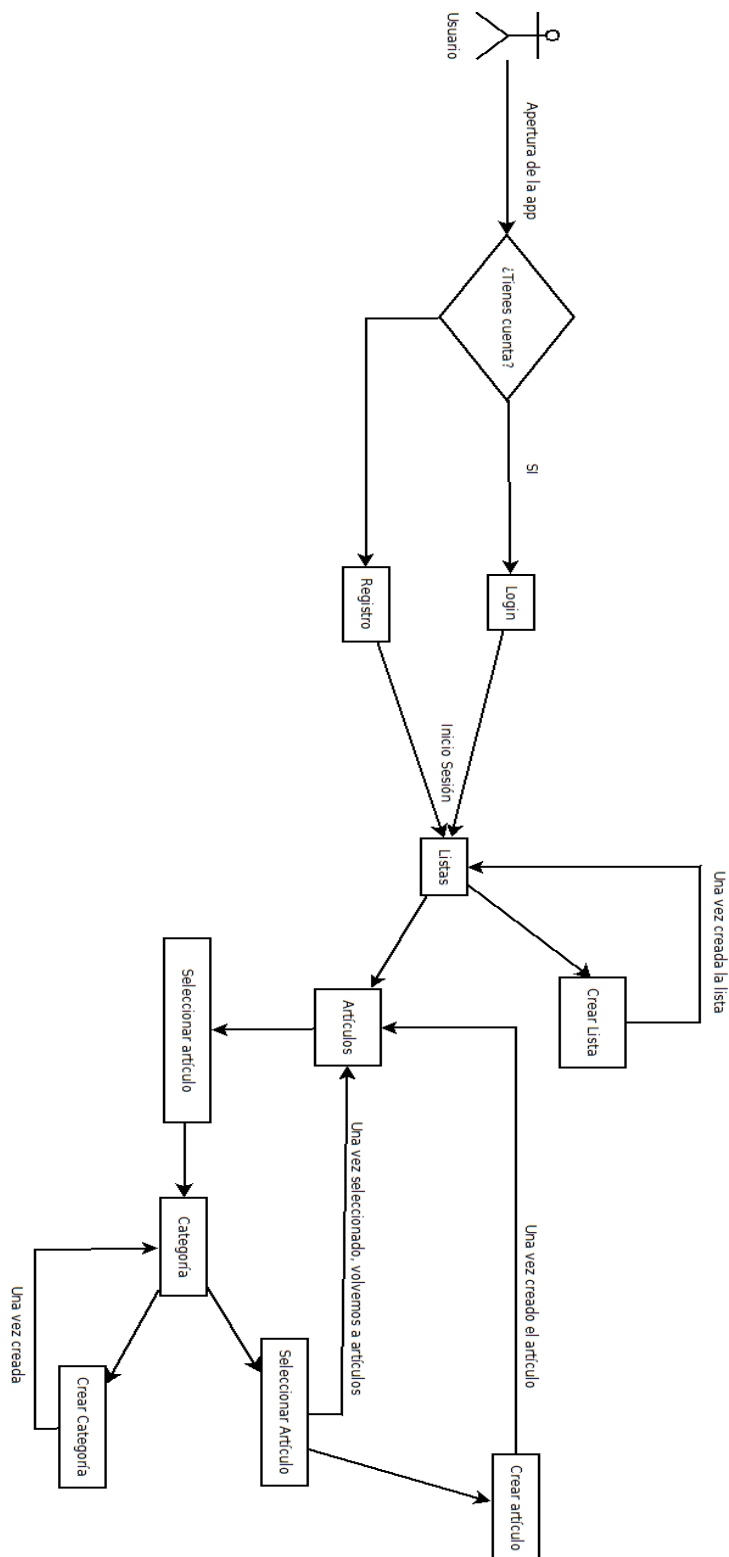 Usuario
Apertura de la app
¿Tienes cuenta?
SI
Login
Registro
Inicio Sesión
Listas
Una vez creada la lista
Crear Lista
Artículos
Seleccionar artículo
Una vez seleccionado, volvemos a artículos
Una vez creado el artículo
Categoría
Seleccionar Artículo
Una vez creada
Crear Categoría
Crear artículo